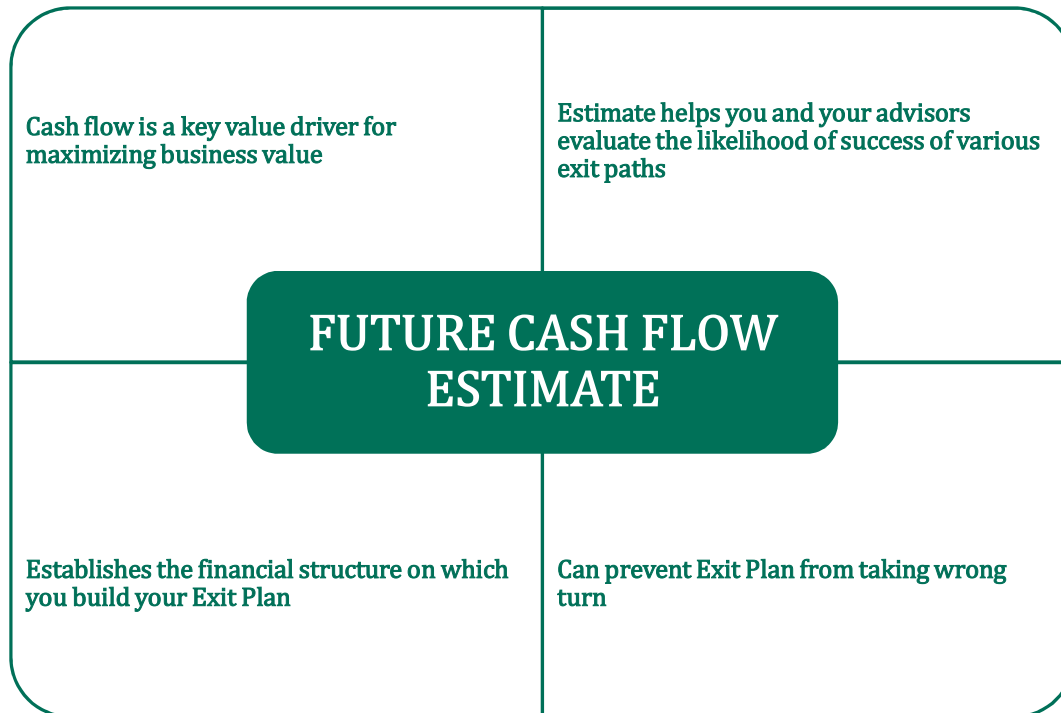 Cash flow is a key value driver for
maximizing business value
Estimate helps you and your advisors
evaluate the likelihood of success of various
exit paths
FUTURE CASH FLOW
ESTIMATE
Establishes the financial structure on which
you build your Exit Plan
Can prevent Exit Plan from taking wrong
turn